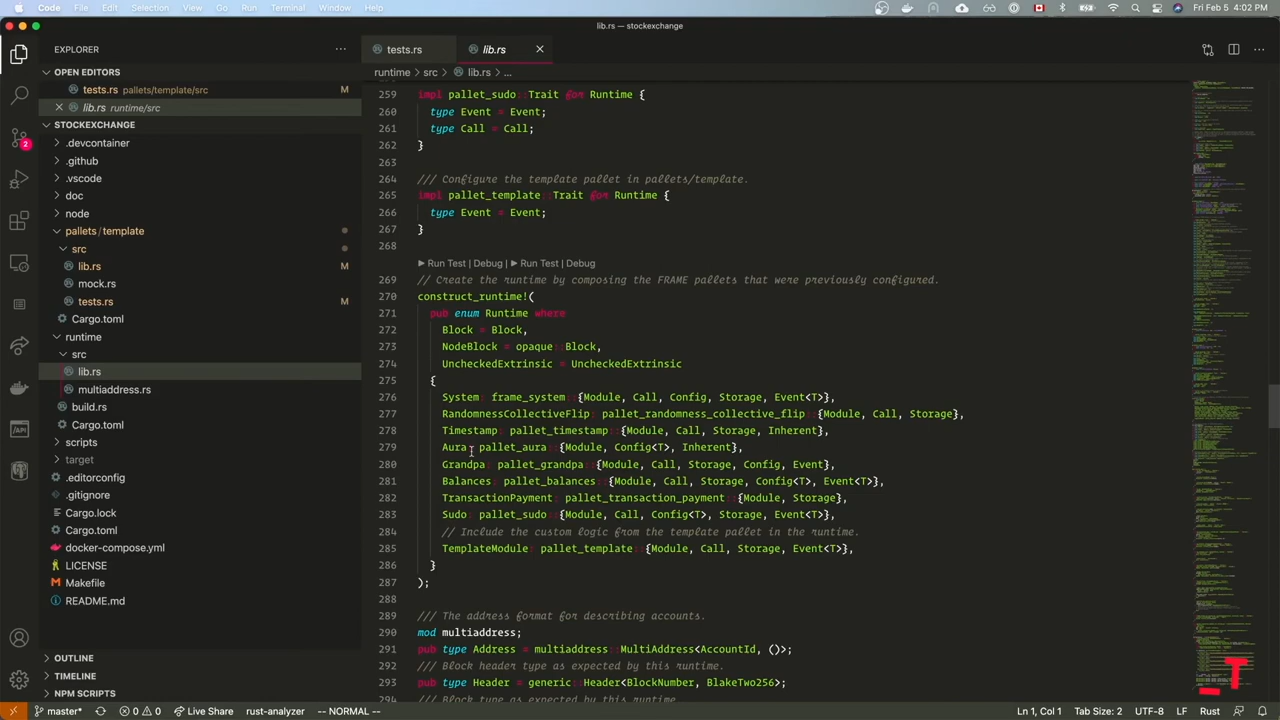 Code File Edit Selection View Go Run Terminal Window Help
Fri Feb 5 4:02 PM
lib.rs — stockexchange
EXPLORER
tests.rs
lib.rs
OPEN EDITORS
runtime › src › lib.rs › ...
tests.rs pallets/template/src M
lib.rs runtime/src
STOCKEXCHANGE
.devcontainer
.github
.vscode
doc
node
pallets / template
src
lib.rs M
mock.rs
tests.rs M
Cargo.toml
runtime
src
lib.rs
multiaddress.rs
build.rs
Cargo.toml
scripts
target
.editorconfig
.gitignore
Cargo.lock
Cargo.toml
docker-compose.yml
LICENSE
Makefile
README.md
OUTLINE
TIMELINE
NPM SCRIPTS
259 impl pallet_sudo::Trait for Runtime {
260 type Event = Event;
261 type Call = Call;
262 }
263
264 /// Configure the template pallet in pallets/template.
265 impl pallet_template::Trait for Runtime {
266 type Event = Event;
267 }
268
Run Test | Debug Run Test | Debug
269 the FRAME pallets that were previously configured.
270 construct_runtime!(
271 pub enum Runtime where
272 Block = Block,
273 NodeBlock = opaque::Block,
274 UncheckedExtrinsic = UncheckedExtrinsic
275 {
276 System: frame_system::{Module, Call, Config, Storage, Event<T>},
277 RandomnessCollectiveFlip: pallet_randomness_collective_flip::{Module, Call, Storage},
278 Timestamp: pallet_timestamp::{Module, Call, Storage, Inherent},
279 Aura: pallet_aura::{Module, Config<T>, Inherent},
280 Grandpa: pallet_grandpa::{Module, Call, Storage, Config, Event},
281 Balances: pallet_balances::{Module, Call, Storage, Config<T>, Event<T>},
282 TransactionPayment: pallet_transaction_payment::{Module, Storage},
283 Sudo: pallet_sudo::{Module, Call, Config<T>, Storage, Event<T>},
284 // Include the custom logic from the template pallet in the runtime.
285 TemplateModule: pallet_template::{Module, Call, Storage, Event<T>},
286 }
287 );
288
289 /// The address format for describing accounts.
290 mod multiaddress;
291 pub type Address = multiaddress::MultiAddress<AccountId, ()>;
292 /// Block header type as expected by this runtime.
293 pub type Header = generic::Header<BlockNumber, BlakeTwo256>;
294 /// Block type as expected by this runtime.
_T
master* 0 0 Live Share rust-analyzer -- NORMAL -- Ln 1, Col 1 Tab Size: 2 UTF-8 LF Rust